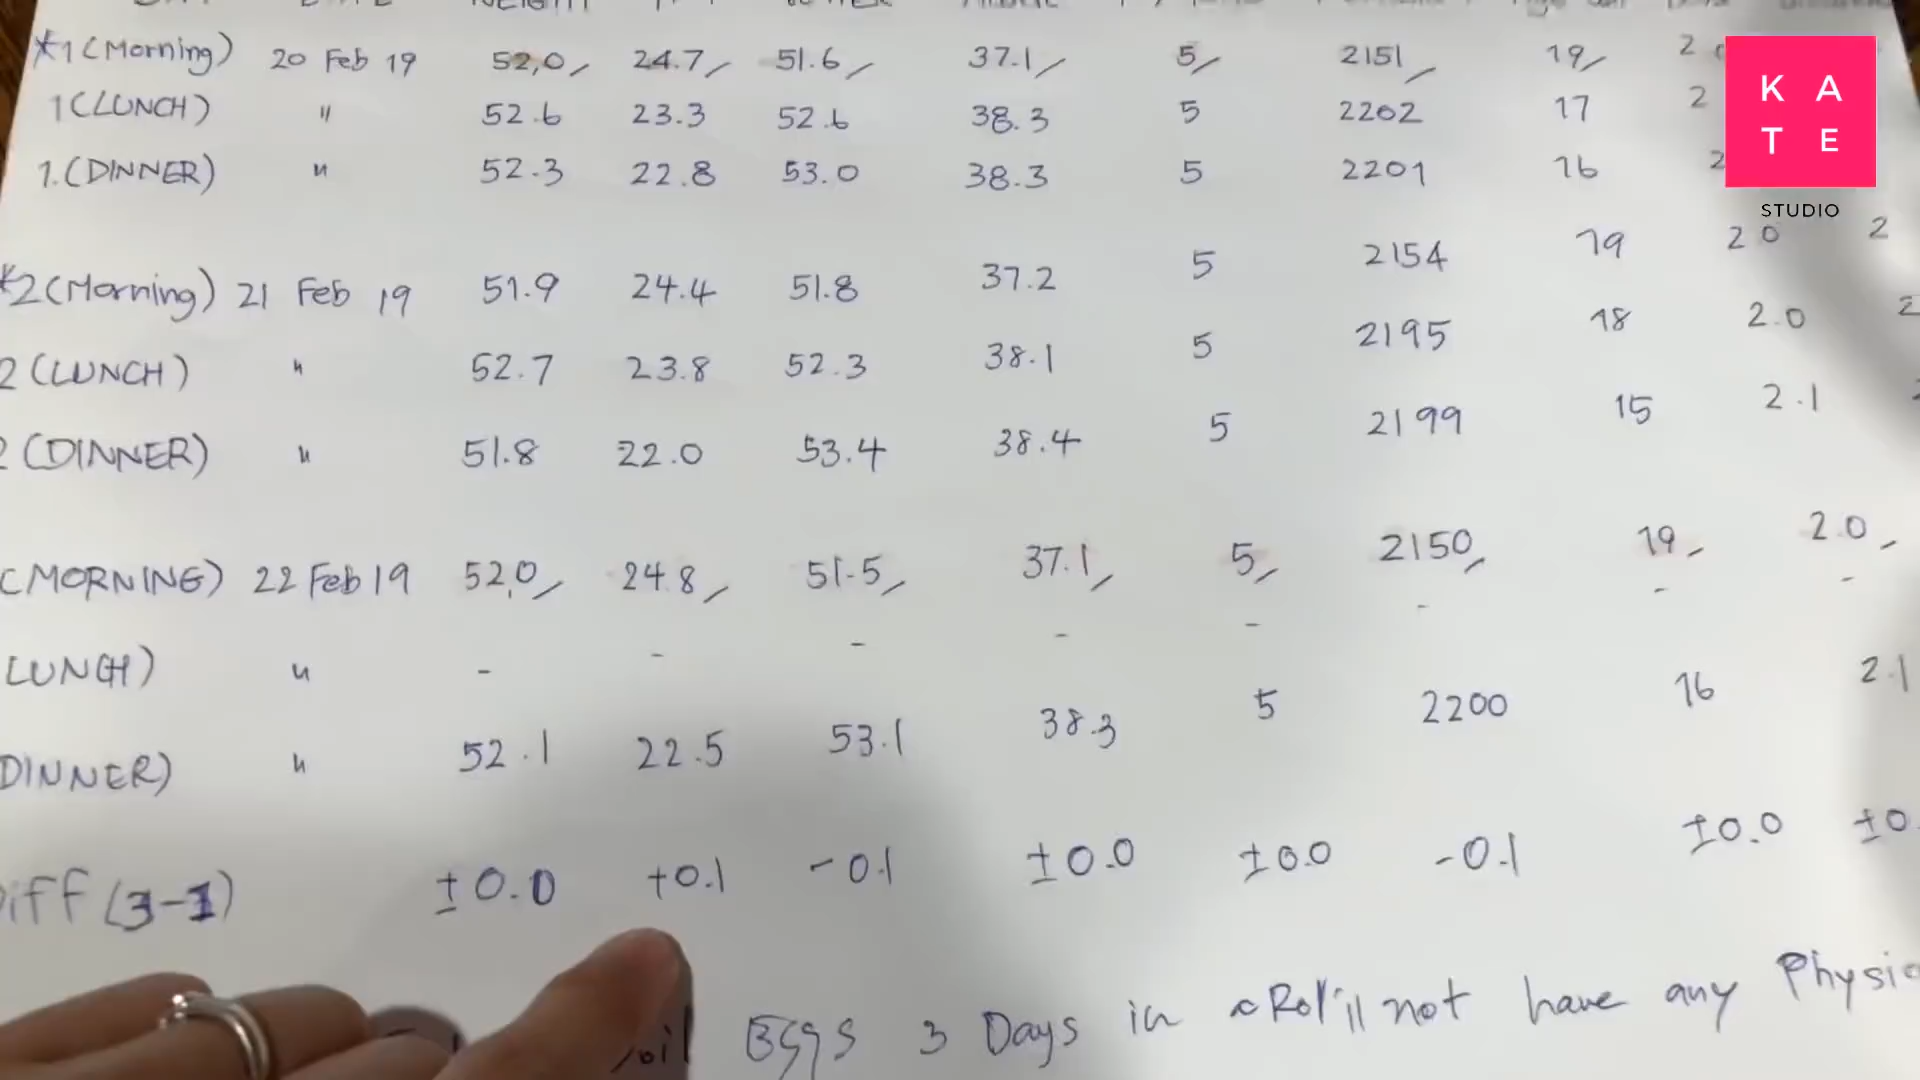 *1 (Morning) 20 Feb 19 52,0 24.7 51.6 37.1 5 2151 19
1 (LUNCH) " 52.6 23.3 52.6 38.3 5 2202 17 2
1. (DINNER) " 52.3 22.8 53.0 38.3 5 2201 16 2
*2 (Morning) 21 Feb 19 51.9 24.4 51.8 37.2 5 2154 19 2 0 2
2 (LUNCH) " 52.7 23.8 52.3 38.1 5 2195 18 2.0 2
2 (DINNER) " 51.8 22.0 53.4 38.4 5 2199 15 2.1
(MORNING) 22 Feb 19 52,0 24.8 51.5 37.1 5 2150 19 2.0
LUNCH) " - - - - - - - -
DINNER) " 52.1 22.5 53.1 38.3 5 2200 16 2.1
Diff (3-1) ±0.0 +0.1 -0.1 ±0.0 ±0.0 -0.1 ±0.0 ±0.
Eggs 3 Days in not have any Physic
KA
TE
STUDIO